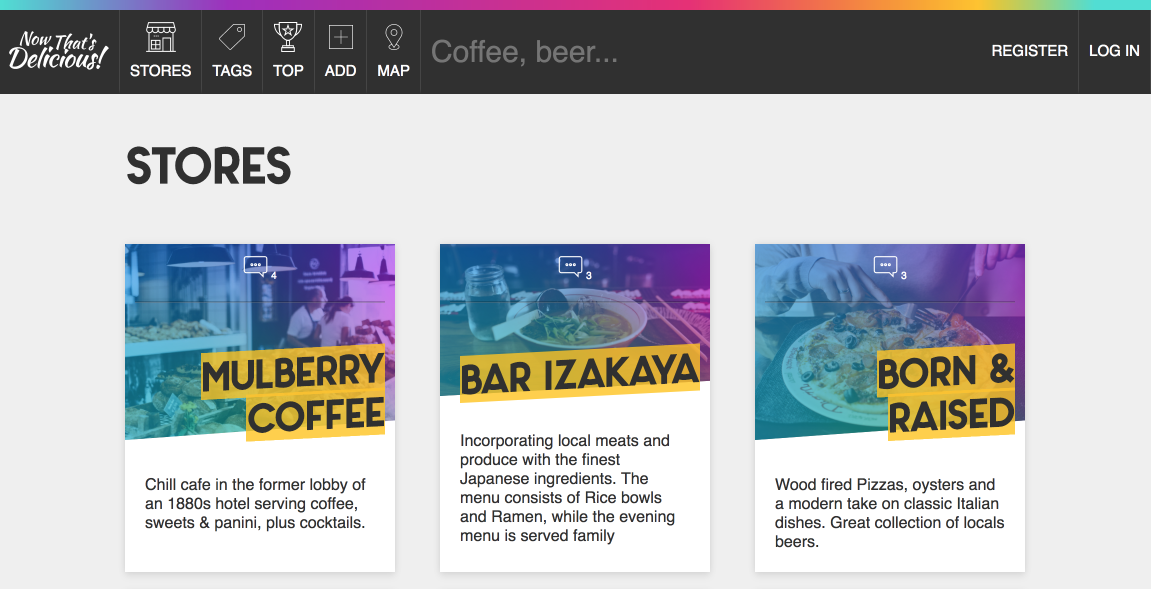 Now That's
Delicious!
STORES
TAGS
TOP
ADD
MAP
Coffee, beer...
REGISTER
LOG IN
STORES
4
MULBERRY
COFFEE
Chill cafe in the former lobby of
an 1880s hotel serving coffee,
sweets & panini, plus cocktails.
3
BAR IZAKAYA
Incorporating local meats and
produce with the finest
Japanese ingredients. The
menu consists of Rice bowls
and Ramen, while the evening
menu is served family
3
BORN &
RAISED
Wood fired Pizzas, oysters and
a modern take on classic Italian
dishes. Great collection of locals
beers.